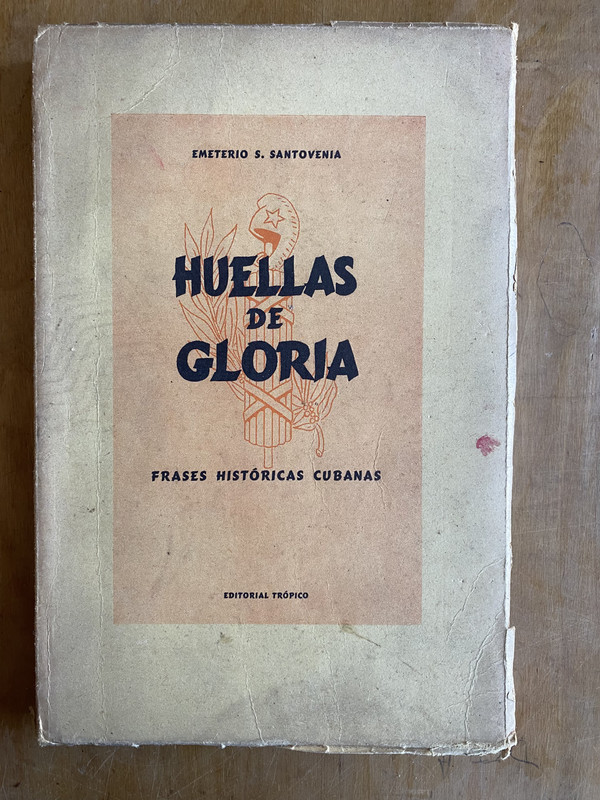 EMETERIO S. SANTOVENIA
HUELLAS
DE
GLORIA
FRASES HISTÓRICAS CUBANAS
EDITORIAL TRÓPICO